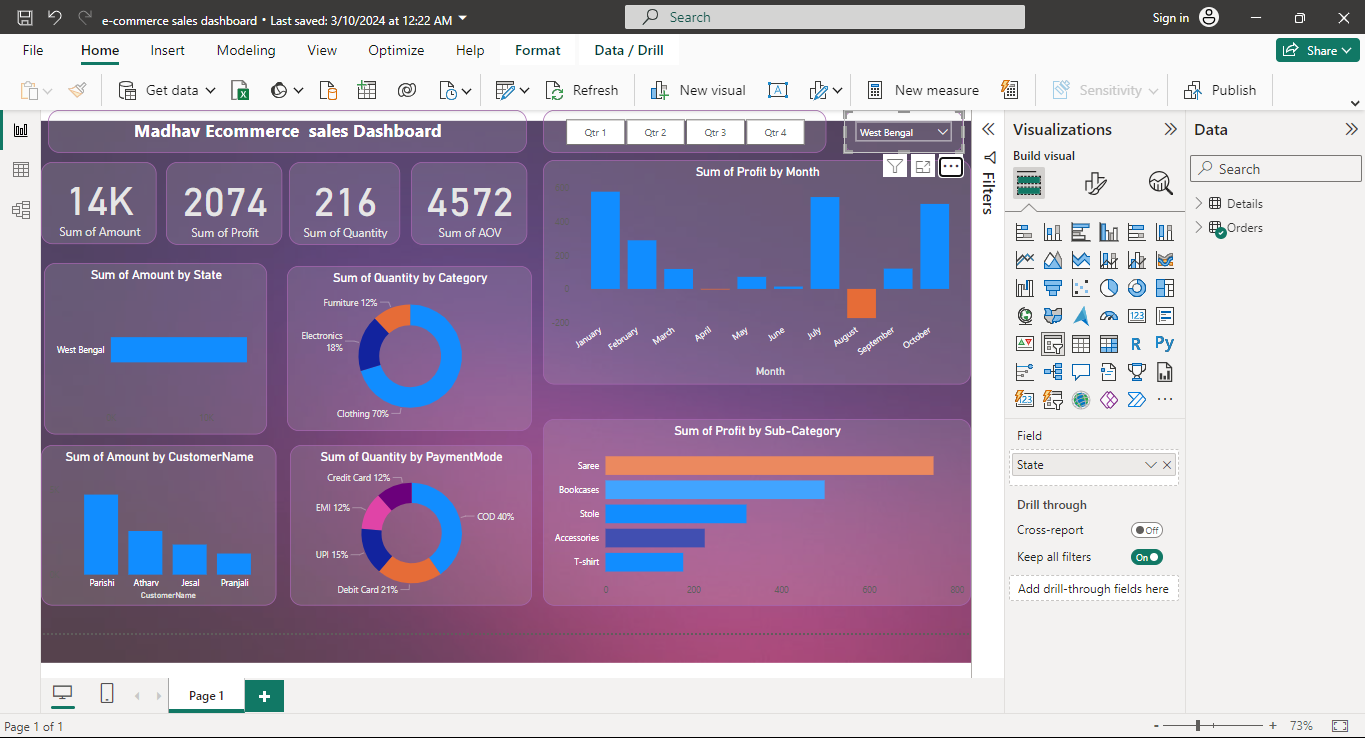 e-commerce sales dashboard • Last saved: 3/10/2024 at 12:22 AM
Search
Sign in
File Home Insert Modeling View Optimize Help Format Data / Drill
Share
Get data
Refresh
New visual
New measure
Sensitivity
Publish
Madhav Ecommerce sales Dashboard
Qtr 1 Qtr 2 Qtr 3 Qtr 4
West Bengal
14K
Sum of Amount
2074
Sum of Profit
216
Sum of Quantity
4572
Sum of AOV
Sum of Profit by Month
600
400
200
0
-200
January February March April May June July August September October
Month
Sum of Amount by State
West Bengal
Sum of Quantity by Category
Furniture 12%
Electronics
18%
Clothing 70%
Sum of Amount by CustomerName
Parishi Atharv Jesal Pranjali
CustomerName
Sum of Quantity by PaymentMode
Credit Card 12%
EMI 12%
COD 40%
UPI 15%
Debit Card 21%
Sum of Profit by Sub-Category
Saree
Bookcases
Stole
Accessories
T-shirt
0 200 400 600 800
Filters
Visualizations
Build visual
123
R
Py
123
Field
State
Drill through
Cross-report
Off
Keep all filters
On
Add drill-through fields here
Data
Search
Details
Orders
Page 1
Page 1 of 1
- + 73%